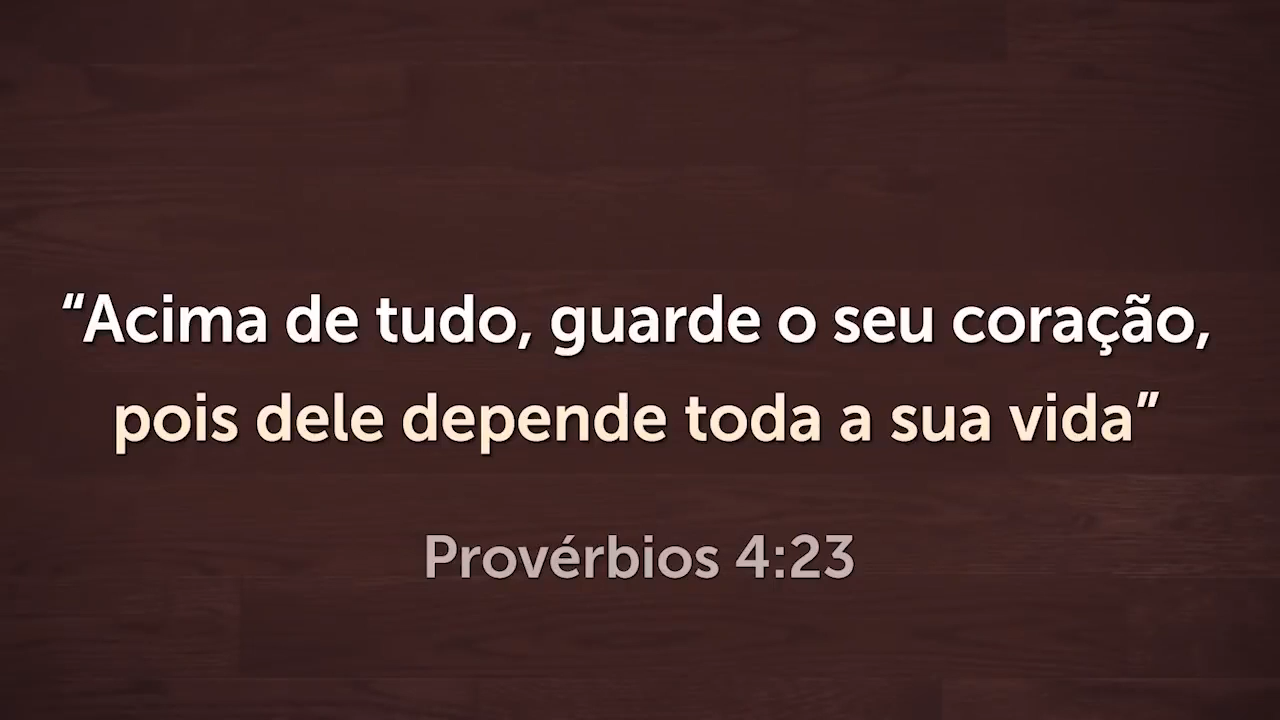 “Acima de tudo, guarde o seu coração,
pois dele depende toda a sua vida”
Provérbios 4:23